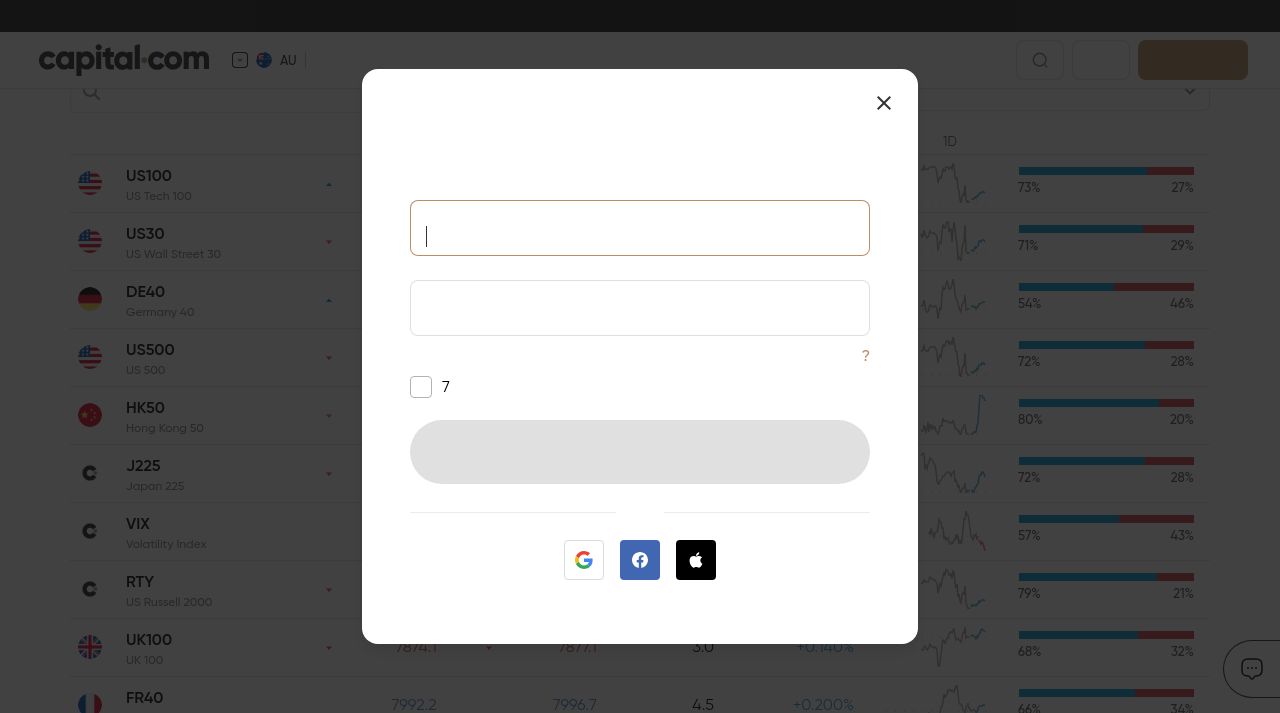 capital.com
AU
1D
US100
US Tech 100
73%
27%
US30
US Wall Street 30
71%
29%
DE40
Germany 40
54%
46%
US500
US 500
72%
28%
HK50
Hong Kong 50
80%
20%
J225
Japan 225
72%
28%
VIX
Volatility Index
57%
43%
RTY
US Russell 2000
79%
21%
UK100
UK 100
7874.1
7877.1
3.0
+0.140%
68%
32%
FR40
7992.2
7996.7
4.5
+0.200%
66%
34%
?
7